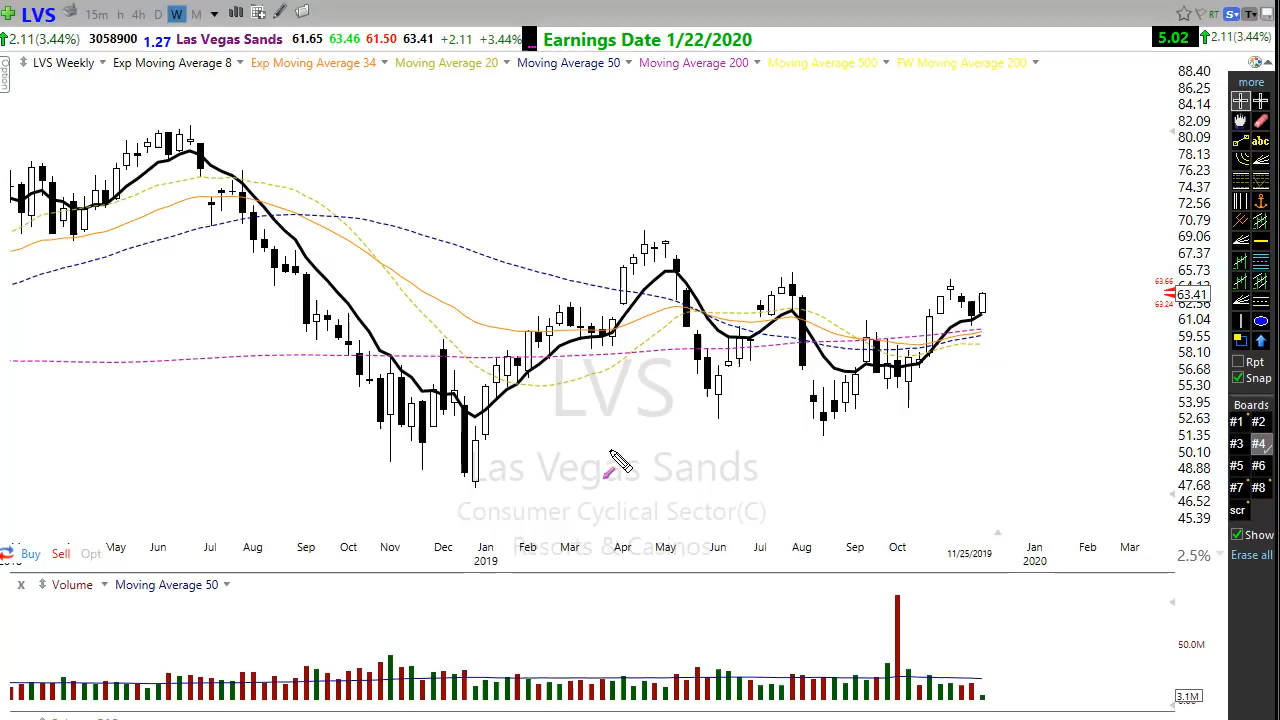 LVS 15m h 4h D W M RT S T
2.11(3.44%) 3058900 1.27 Las Vegas Sands 61.65 63.46 61.50 63.41 +2.11 +3.44% Earnings Date 1/22/2020 5.02 2.11(3.44%)
Option
LVS Weekly Exp Moving Average 8 Exp Moving Average 34 Moving Average 20 Moving Average 50 Moving Average 200 Moving Average 500 FW Moving Average 200
88.40
86.25
84.14
82.09
80.09
78.13
76.23
74.37
72.56
70.79
69.06
67.37
65.73
63.66
63.41
63.24
62.56
61.04
59.55
58.10
56.68
55.30
53.95
52.63
51.35
50.10
48.88
47.68
46.52
45.39
more
abc
Rpt
Snap
Boards
#1 #2
#3 #4
#5 #6
#7 #8
scr
Show
Erase all
LVS
Las Vegas Sands
Consumer Cyclical Sector(C)
Resorts & Casinos
May Jun Jul Aug Sep Oct Nov Dec Jan Feb Mar Apr May Jun Jul Aug Sep Oct 11/25/2019 Jan Feb Mar
2019 2020
Buy Sell Opt
2.5%
X Volume Moving Average 50
50.0M
3.1M